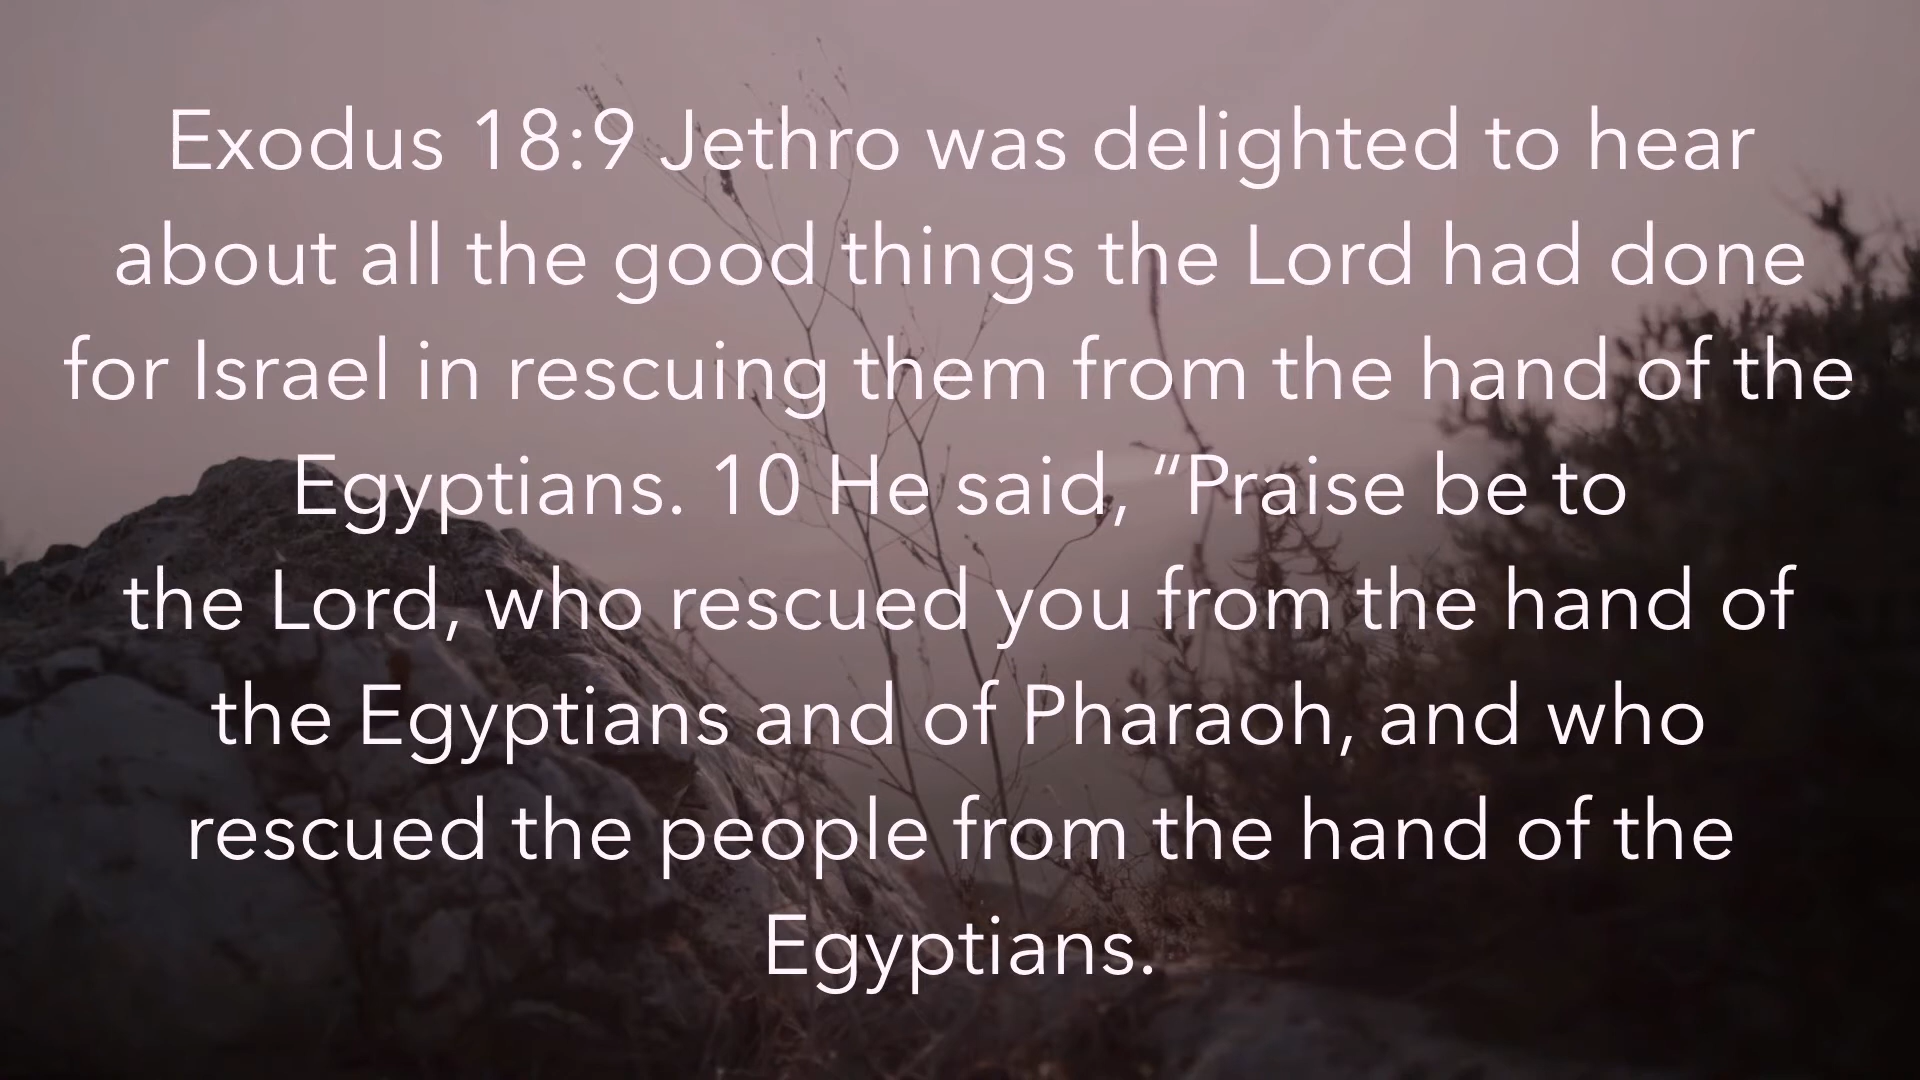 Exodus 18:9 Jethro was delighted to hear
about all the good things the Lord had done
for Israel in rescuing them from the hand of the
Egyptians. 10 He said, “Praise be to
the Lord, who rescued you from the hand of
the Egyptians and of Pharaoh, and who
rescued the people from the hand of the
Egyptians.